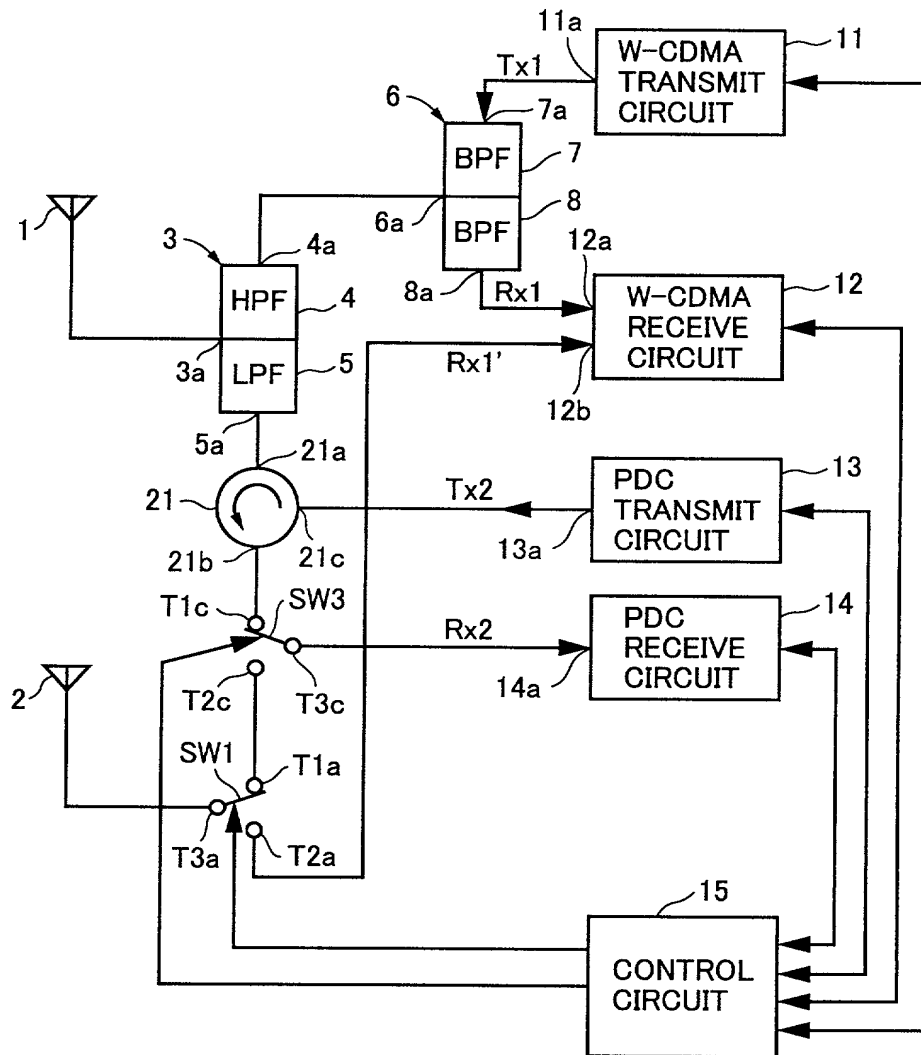 11a
W-CDMA
TRANSMIT
CIRCUIT
11
Tx1
6
7a
BPF
7
1
6a
BPF
8
3
4a
8a
Rx1
12a
W-CDMA
RECEIVE
CIRCUIT
12
HPF
4
3a
LPF
5
Rx1'
12b
5a
21a
21
Tx2
13a
PDC
TRANSMIT
CIRCUIT
13
21b
21c
T1c
SW3
Rx2
14a
PDC
RECEIVE
CIRCUIT
14
2
T2c
T3c
SW1
T1a
T3a
T2a
15
CONTROL
CIRCUIT